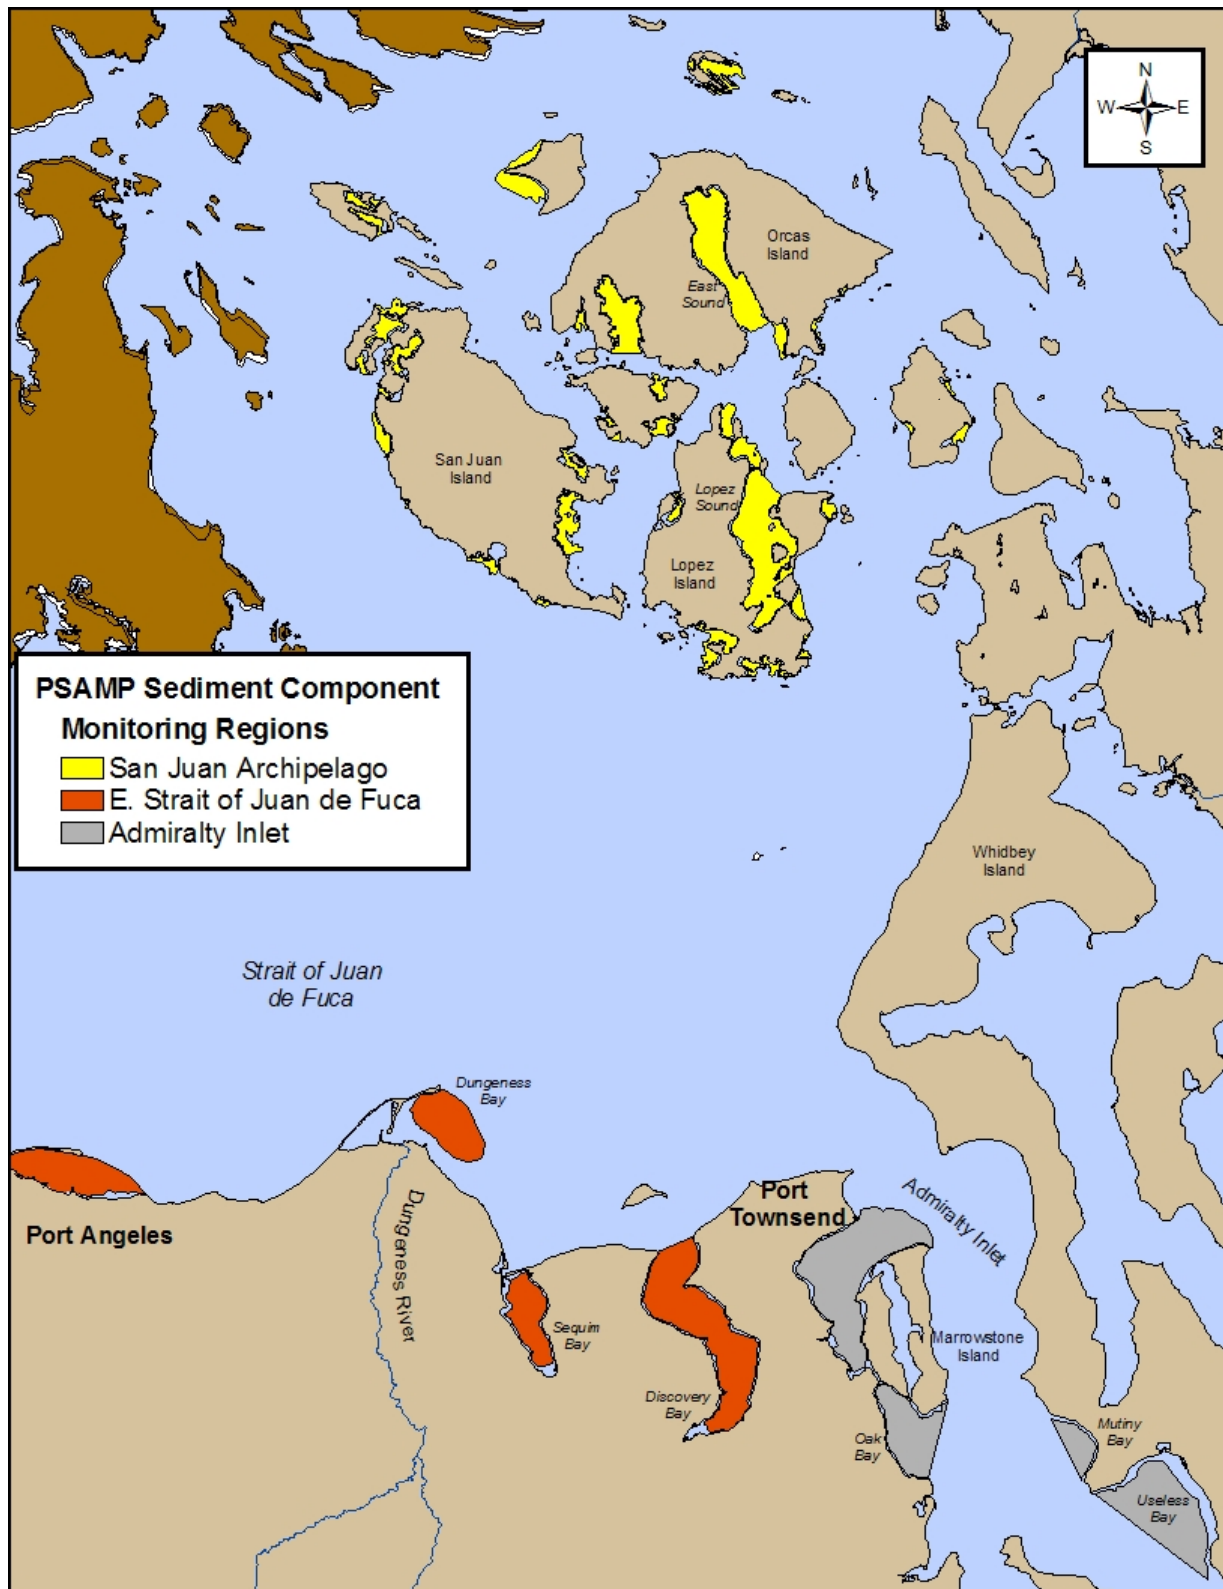 N
W E
S
Orcas
Island
East
Sound
San Juan
Island
Lopez
Sound
Lopez
Island
PSAMP Sediment Component
Monitoring Regions
San Juan Archipelago
E. Strait of Juan de Fuca
Admiralty Inlet
Whidbey
Island
Strait of Juan
de Fuca
Dungeness
Bay
Port Angeles
Dungeness River
Port
Townsend
Admiralty Inlet
Sequim
Bay
Marrowstone
Island
Discovery
Bay
Oak
Bay
Mutiny
Bay
Useless
Bay